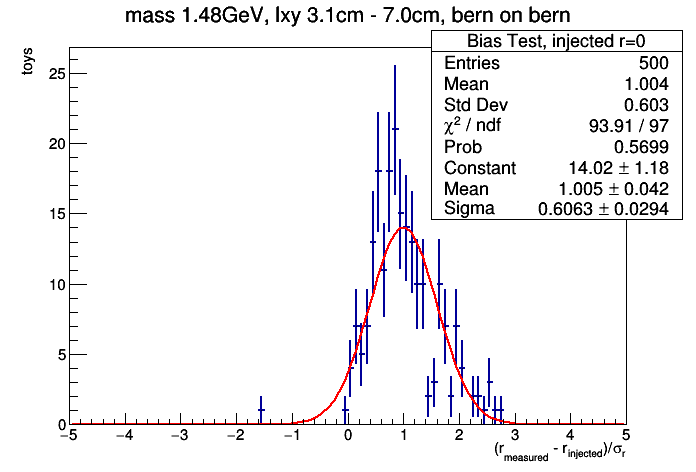 mass 1.48GeV, lxy 3.1cm - 7.0cm, bern on bern
Bias Test, injected r=0
Entries 500
Mean 1.004
Std Dev 0.603
χ² / ndf 93.91 / 97
Prob 0.5699
Constant 14.02 ± 1.18
Mean 1.005 ± 0.042
Sigma 0.6063 ± 0.0294
toys
25
20
15
10
5
0
−5 −4 −3 −2 −1 0 1 2 3 4 5
(r_measured - r_injected)/σ_r